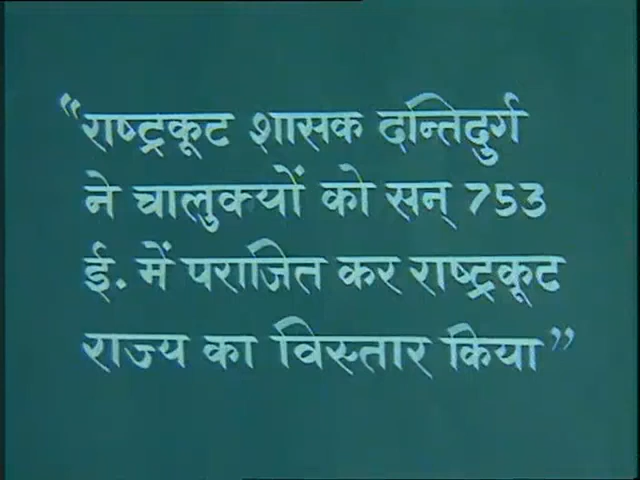 “राष्ट्रकूट शासक दन्तिदुर्ग
ने चालुक्यों को सन् 753
ई. में पराजित कर राष्ट्रकूट
राज्य का विस्तार किया”